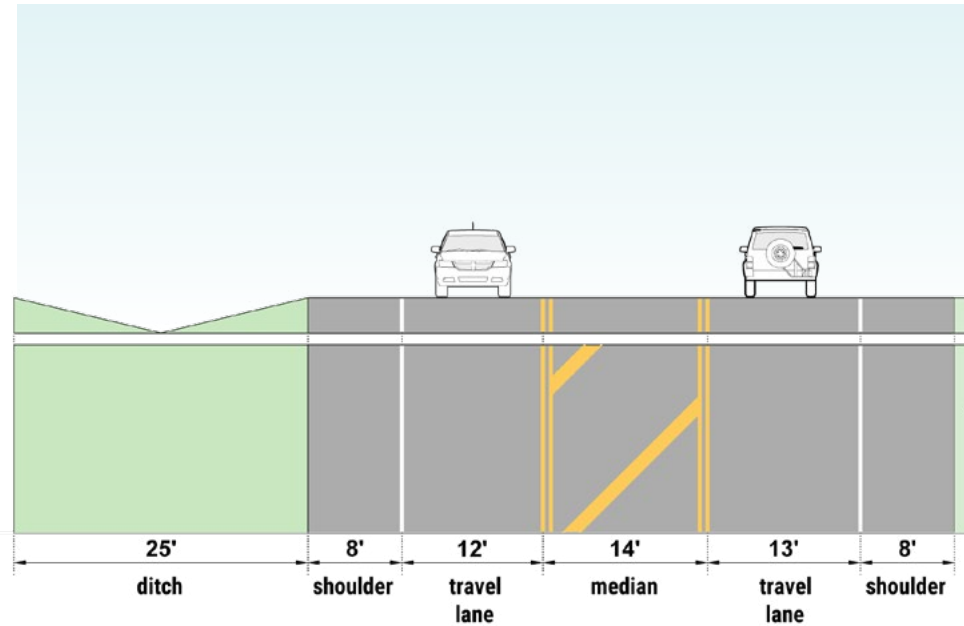 25' 8' 12' 14' 13' 8'
ditch shoulder travel lane median travel lane shoulder